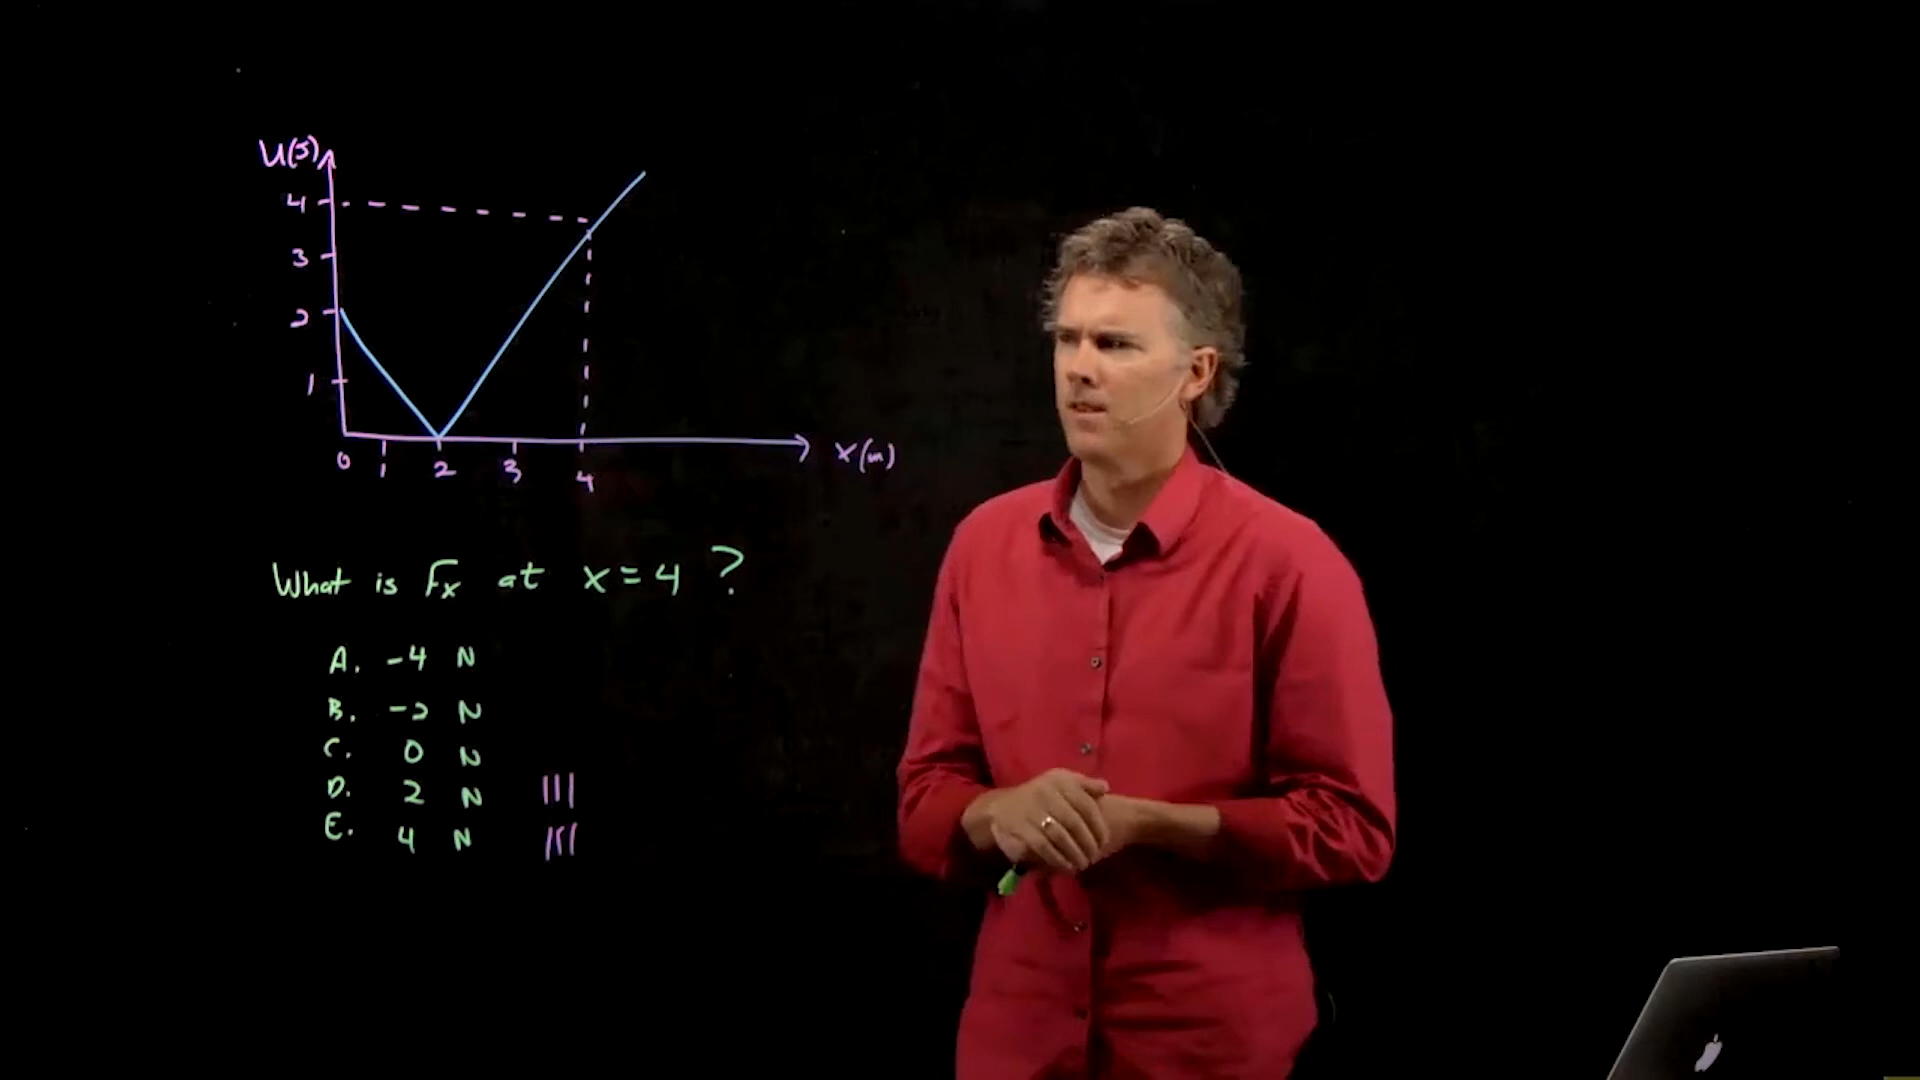 U(J)
4
3
2
1
0 1 2 3 4 x(m)
What is Fx at x=4 ?
A. -4 N
B. -2 N
C. 0 N
D. 2 N |||
E. 4 N |||